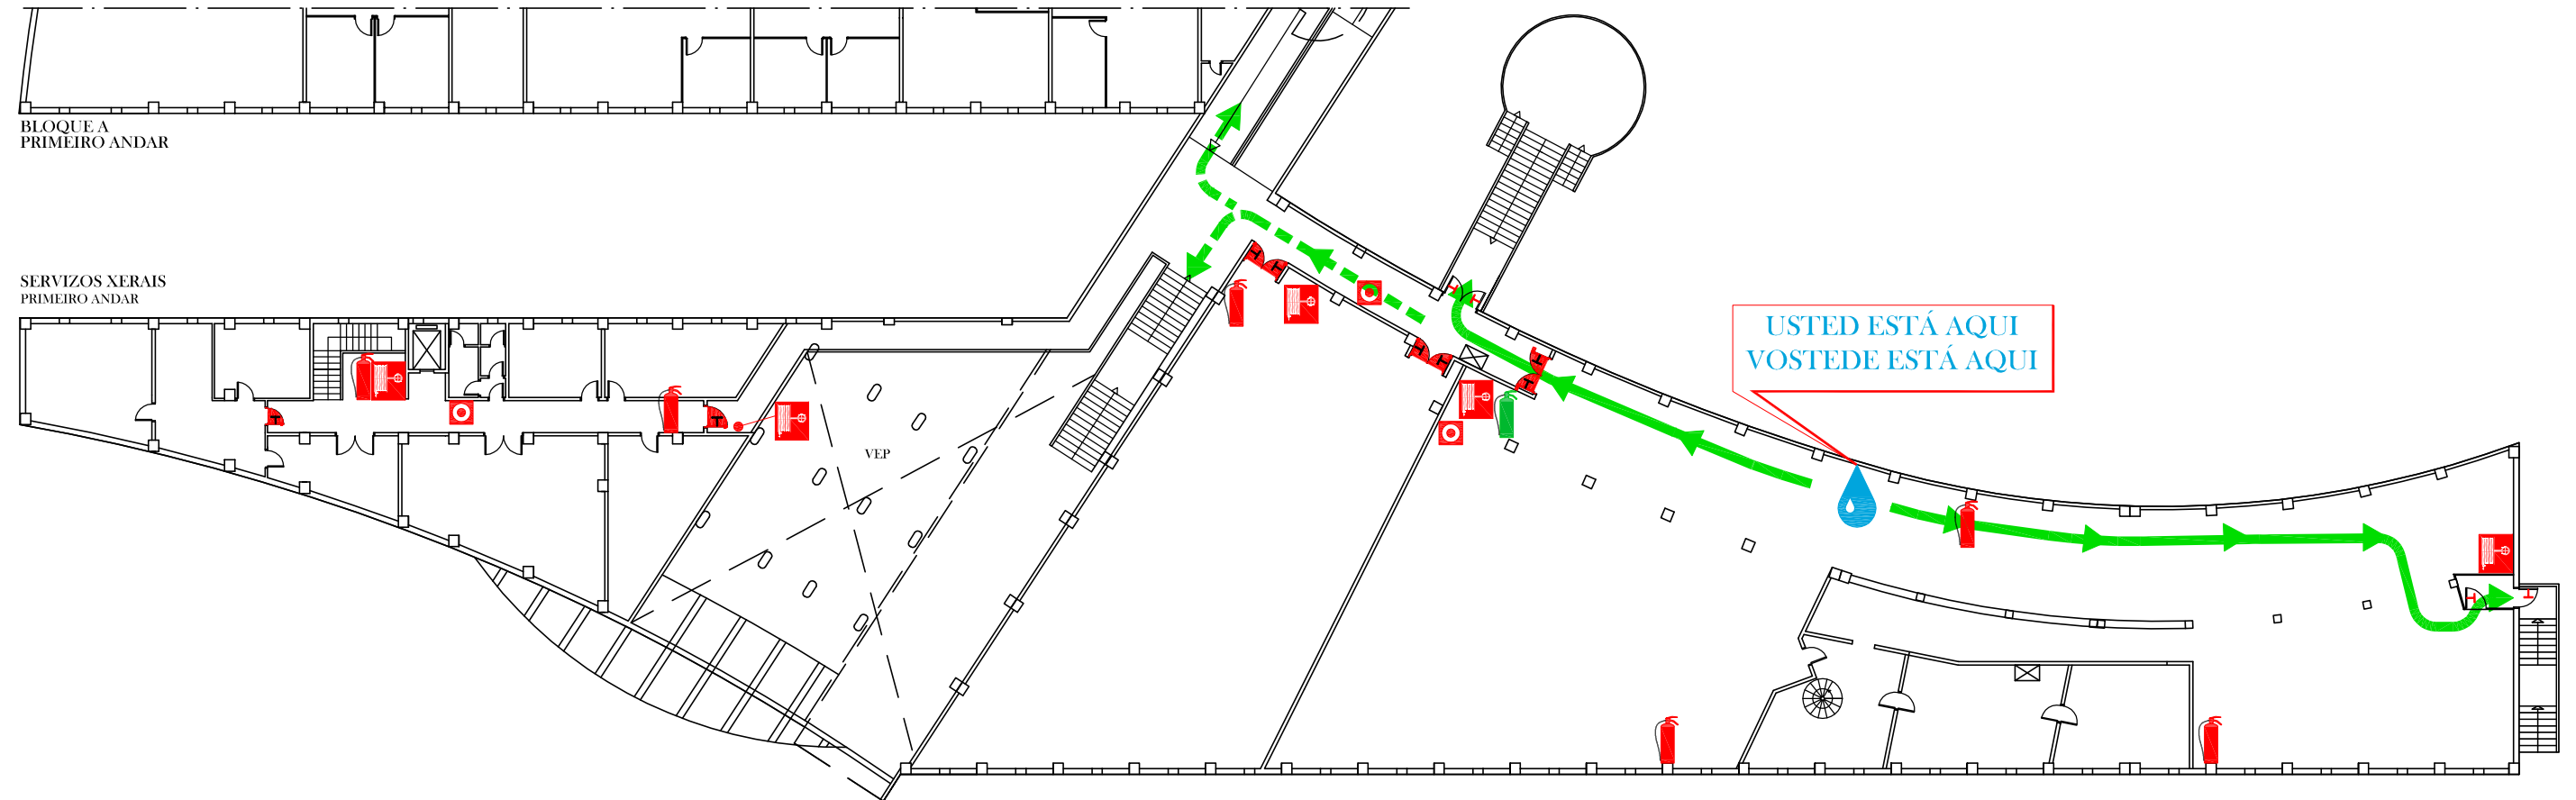 BLOQUE A
PRIMEIRO ANDAR
SERVIZOS XERAIS
PRIMEIRO ANDAR
USTED ESTÁ AQUI
VOSTEDE ESTÁ AQUI
VEP